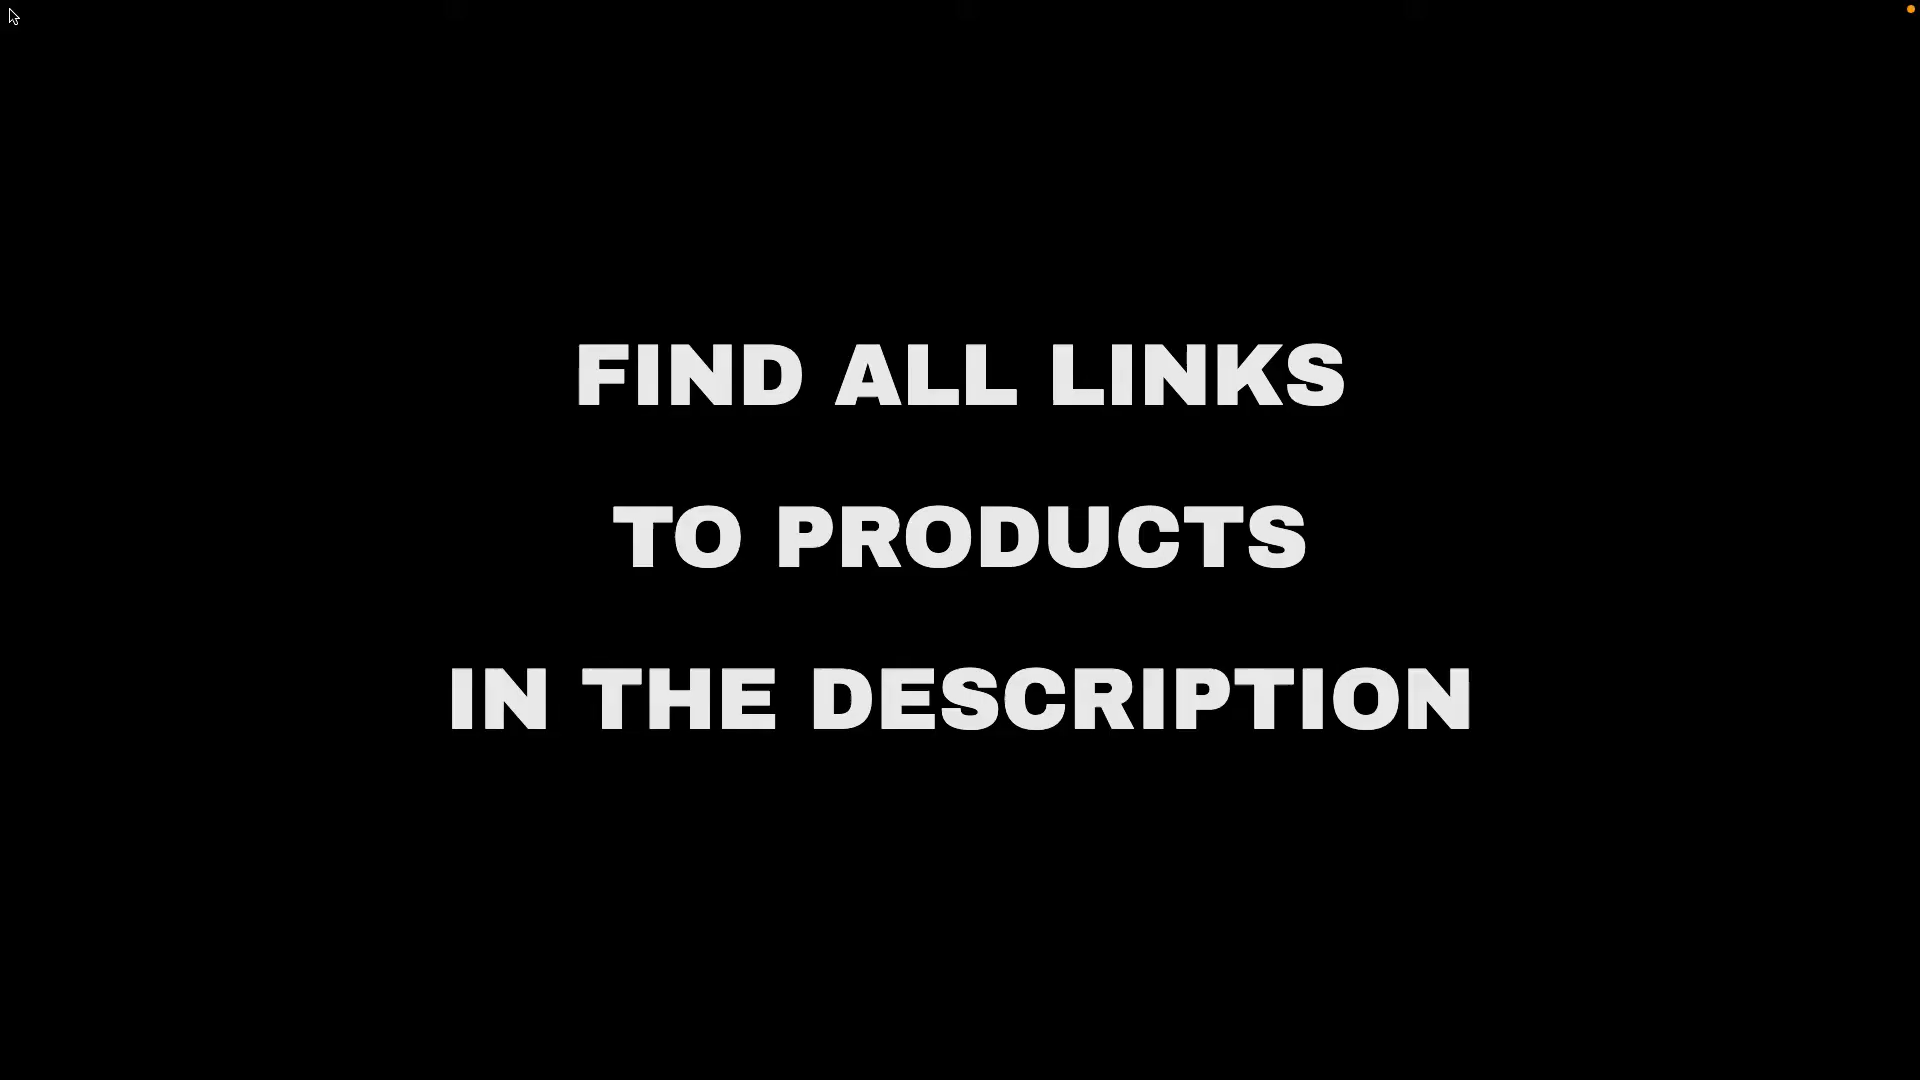 FIND ALL LINKS
TO PRODUCTS
IN THE DESCRIPTION